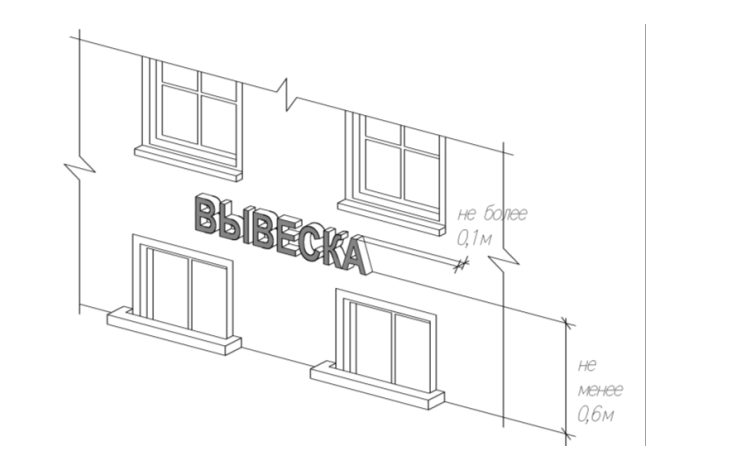 ВЫВЕСКА
не более
0,1м
не
менее
0,6м